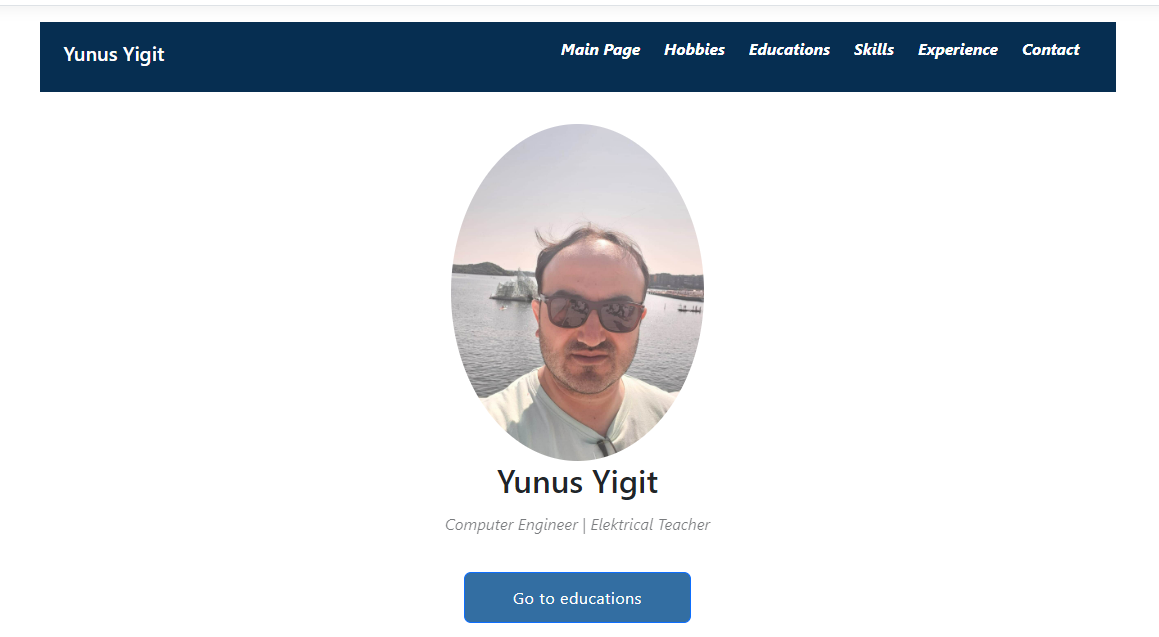 Yunus Yigit
Main Page Hobbies Educations Skills Experience Contact
Yunus Yigit
Computer Engineer | Elektrical Teacher
Go to educations